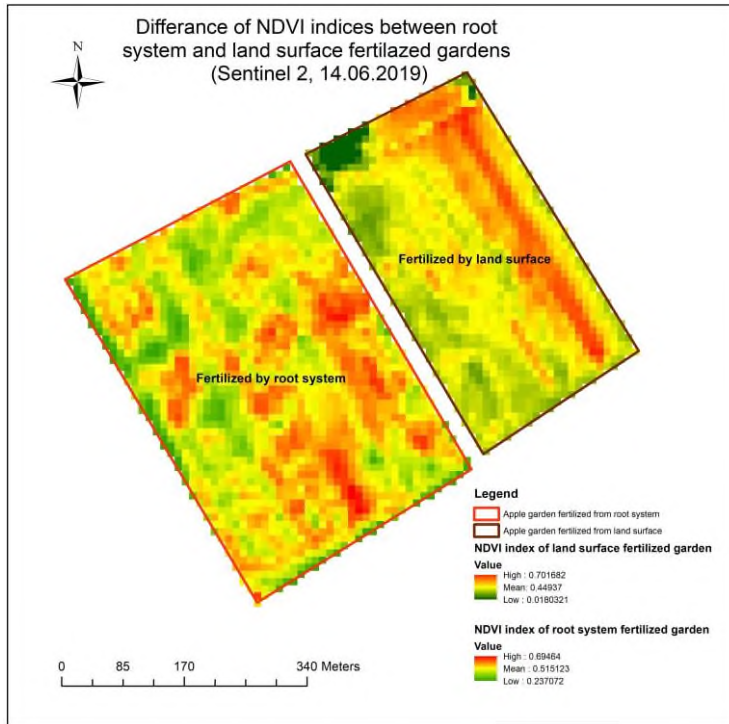 Differance of NDVI indices between root
system and land surface fertilazed gardens
(Sentinel 2, 14.06.2019)
N
Fertilized by land surface
Fertilized by root system
Legend
Apple garden fertilized from root system
Apple garden fertilized from land surface
NDVI index of land surface fertilized garden
Value
High : 0.701682
Mean: 0.44937
Low : 0.0180321
NDVI index of root system fertilized garden
Value
High : 0.69464
Mean : 0.515123
Low : 0.237072
0 85 170 340 Meters